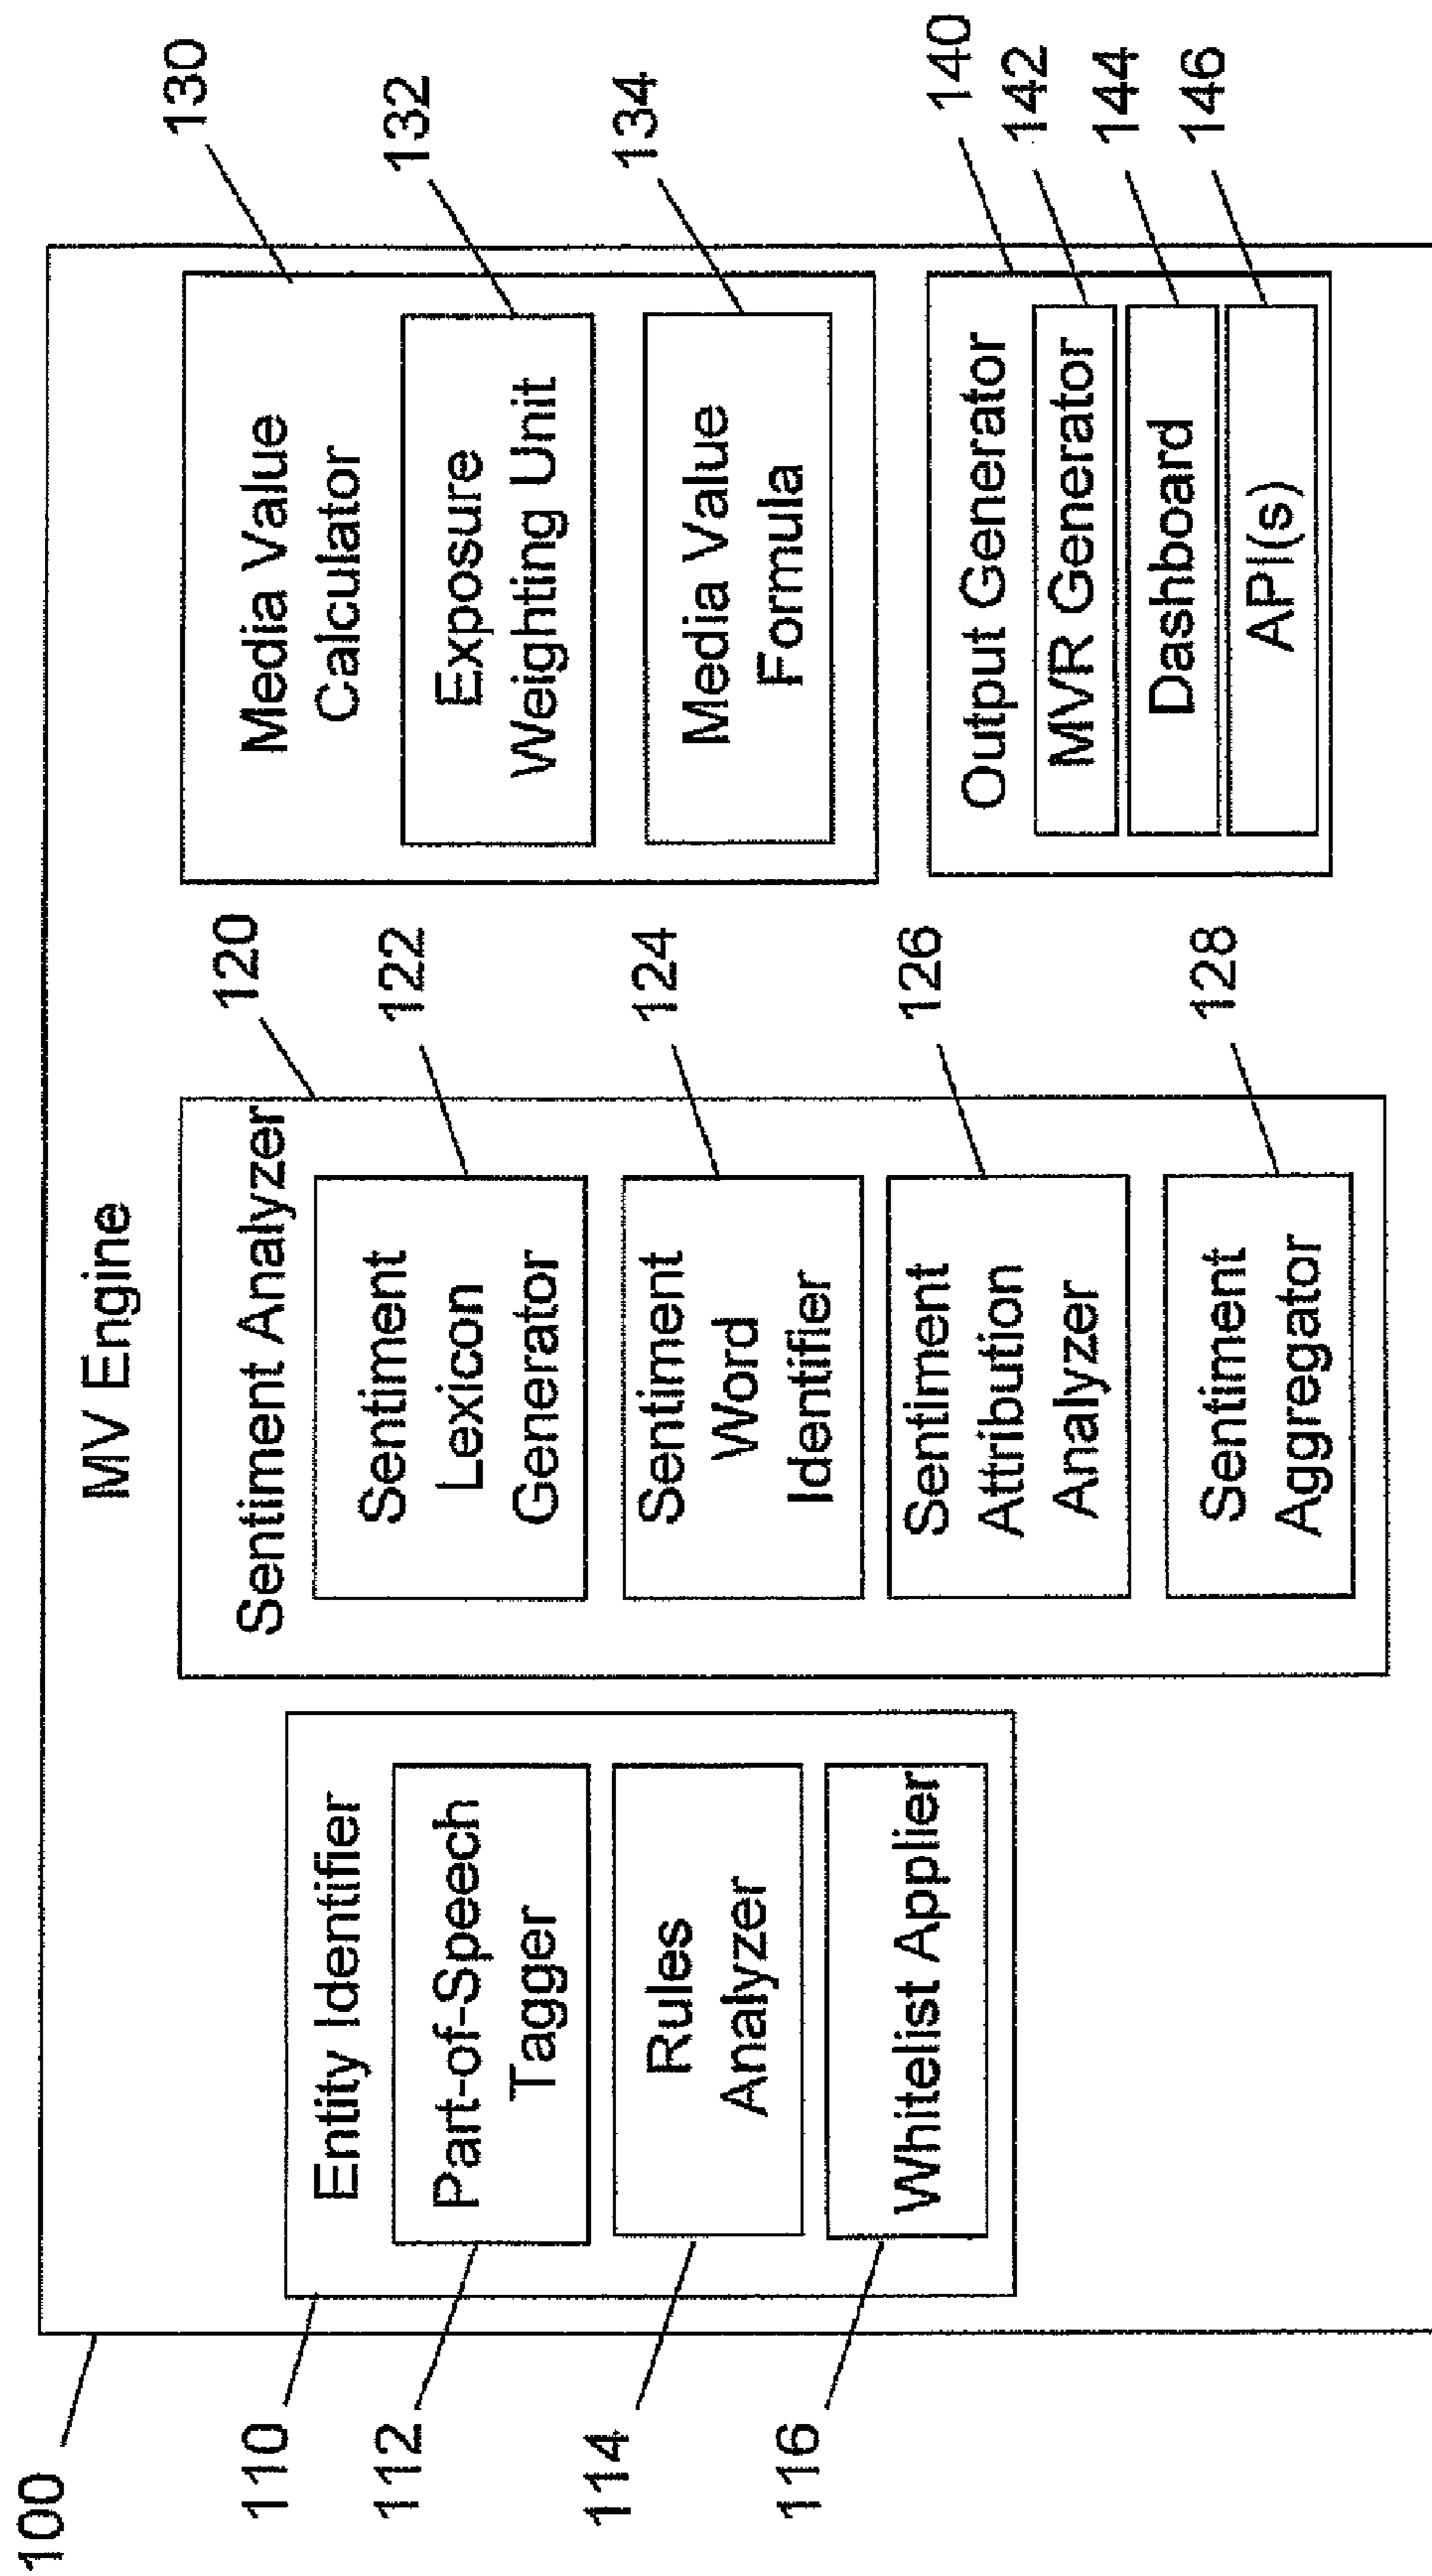 100
MV Engine
110
Entity Identifier
112
Part-of-Speech
Tagger
114
Rules
Analyzer
116
Whitelist Applier
120
Sentiment Analyzer
122
Sentiment
Lexicon
Generator
124
Sentiment
Word
Identifier
126
Sentiment
Attribution
Analyzer
128
Sentiment
Aggregator
130
Media Value
Calculator
132
Exposure
Weighting Unit
134
Media Value
Formula
140
Output Generator
142
MVR Generator
144
Dashboard
146
API(s)